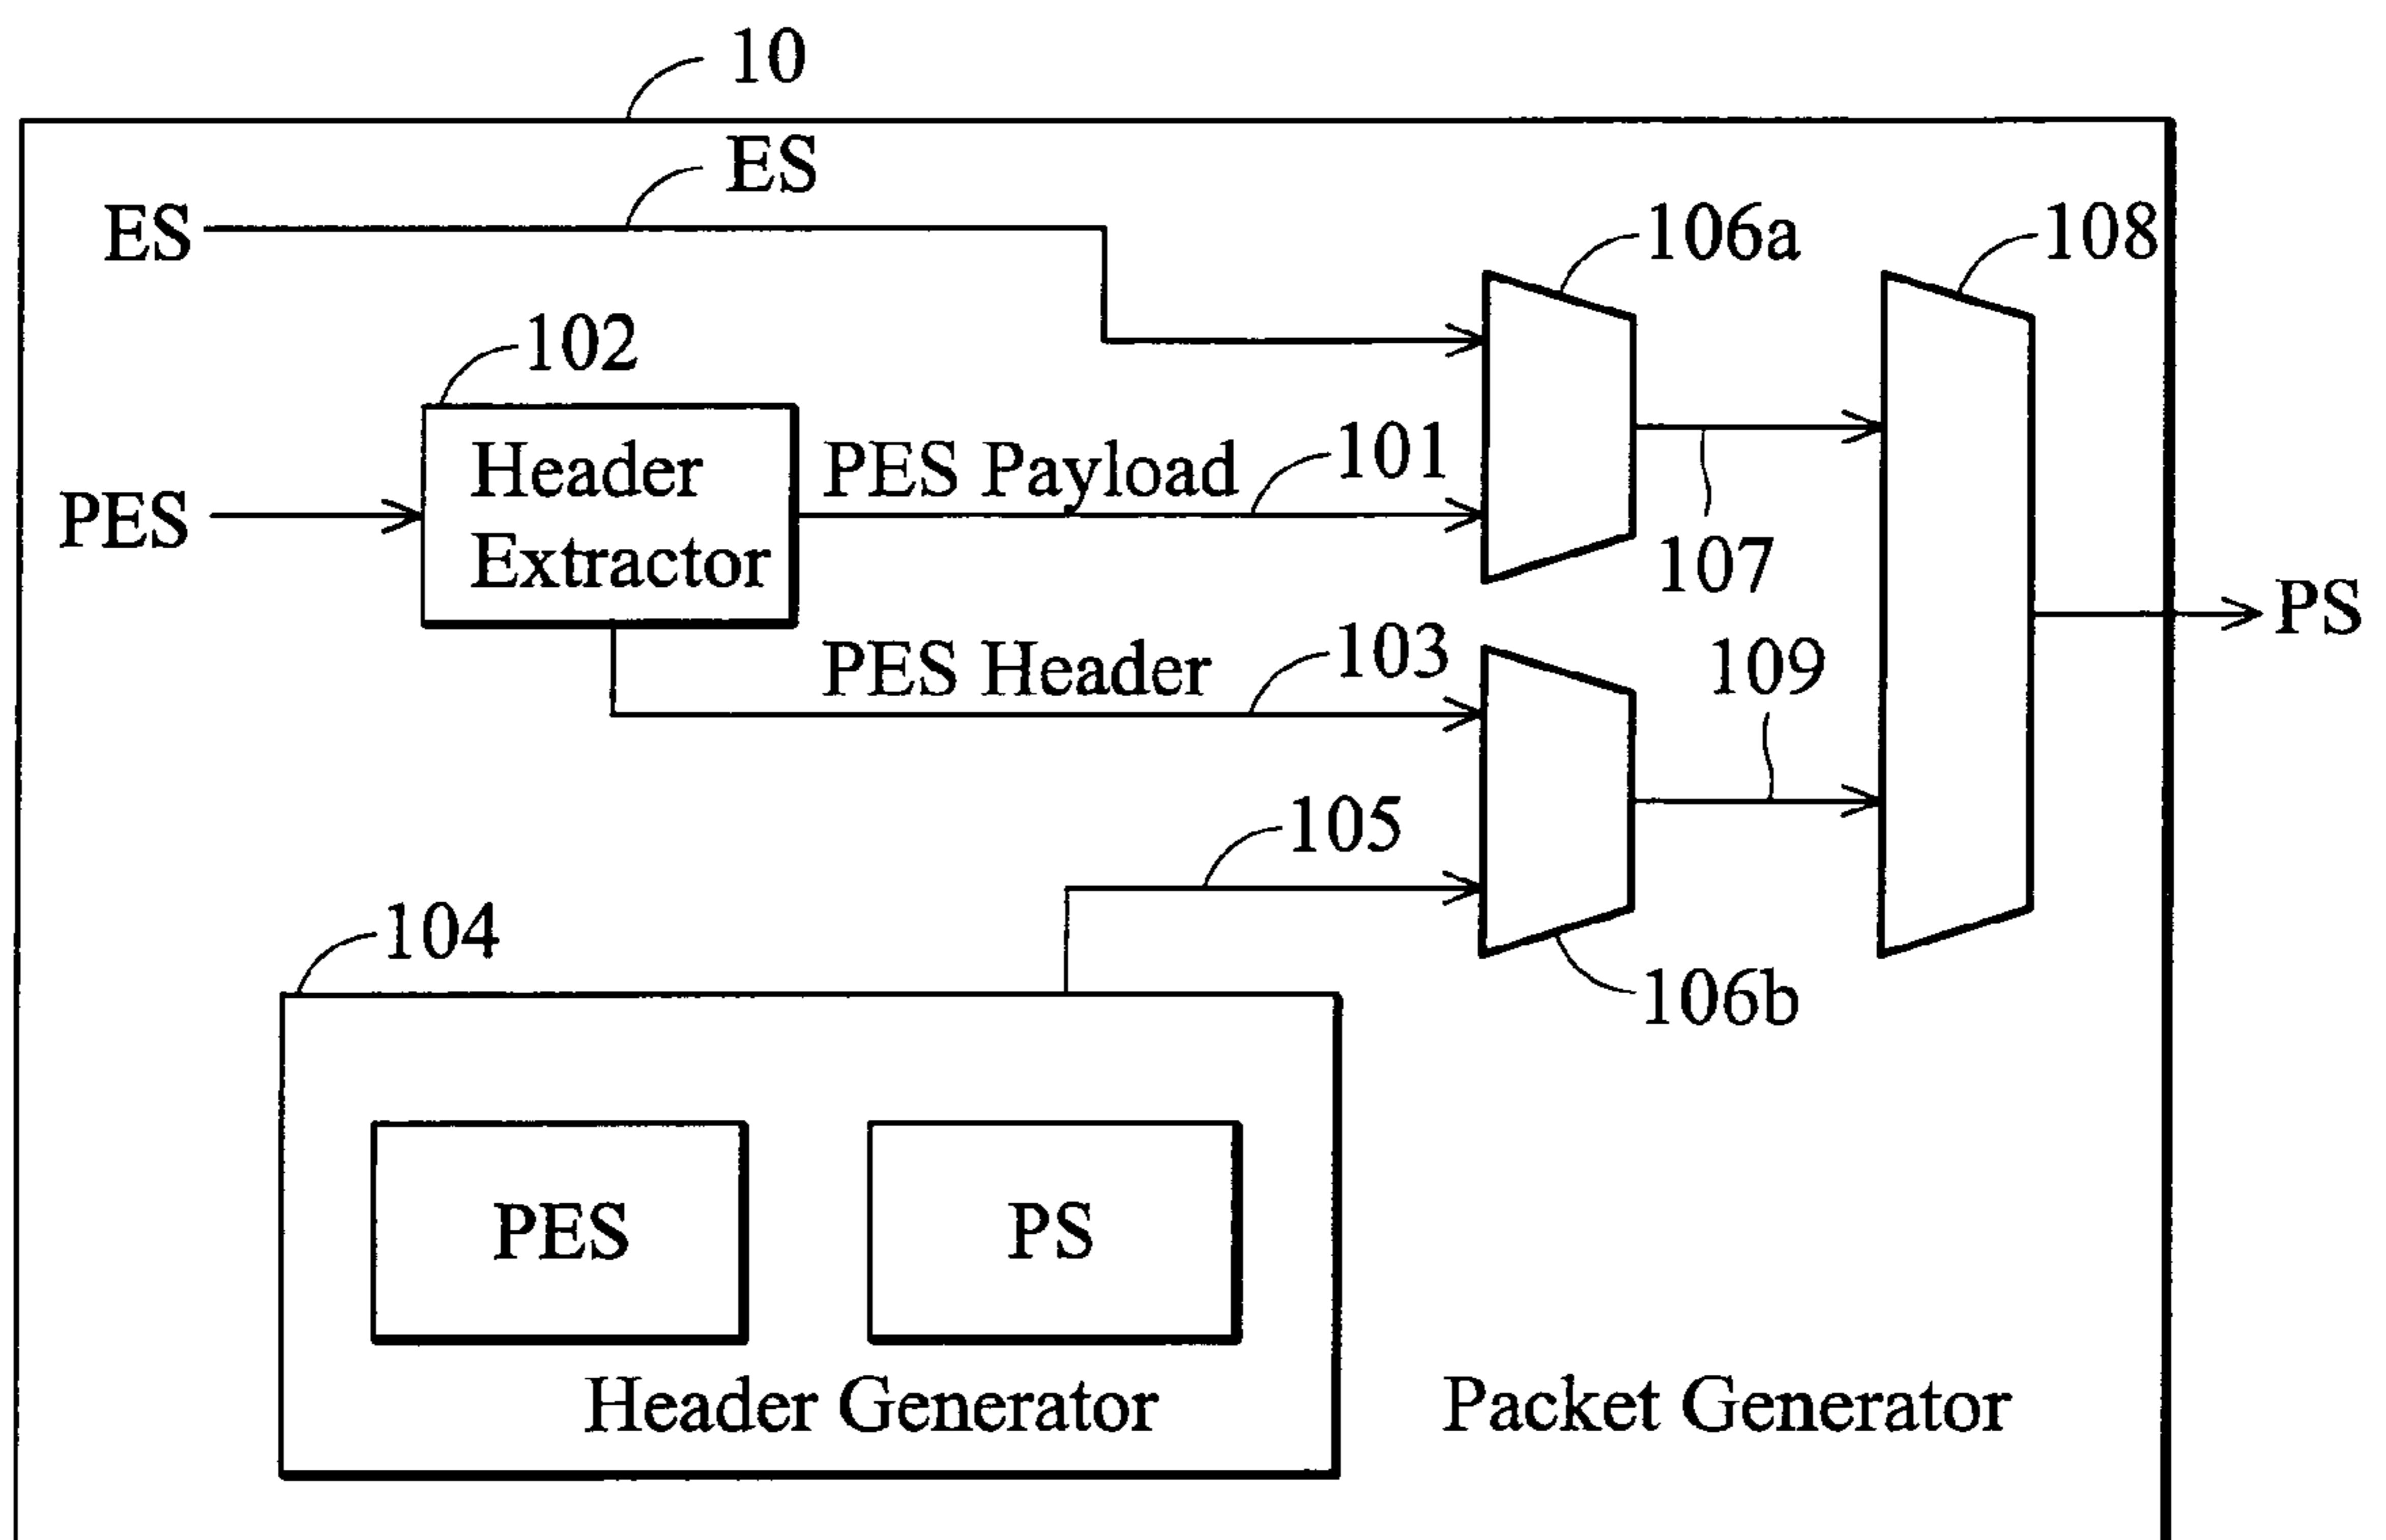 10
ES
ES
106a
108
102
Header
Extractor
PES Payload
101
PES
107
PS
PES Header
103
109
105
104
106b
PES
PS
Header Generator
Packet Generator